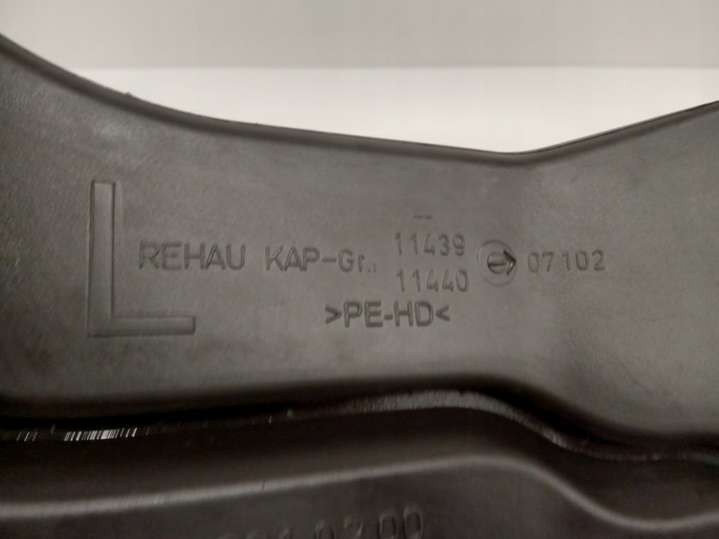 L
REHAU KAP-Gr.: 11439 07102
11440
>PE-HD<